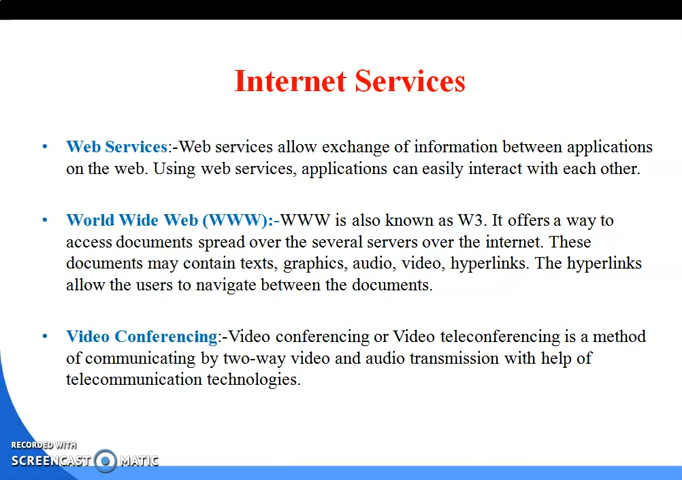 Internet Services
• Web Services:-Web services allow exchange of information between applications
on the web. Using web services, applications can easily interact with each other.
• World Wide Web (WWW):-WWW is also known as W3. It offers a way to
access documents spread over the several servers over the internet. These
documents may contain texts, graphics, audio, video, hyperlinks. The hyperlinks
allow the users to navigate between the documents.
• Video Conferencing:-Video conferencing or Video teleconferencing is a method
of communicating by two-way video and audio transmission with help of
telecommunication technologies.
RECORDED WITH
SCREENCAST MATIC